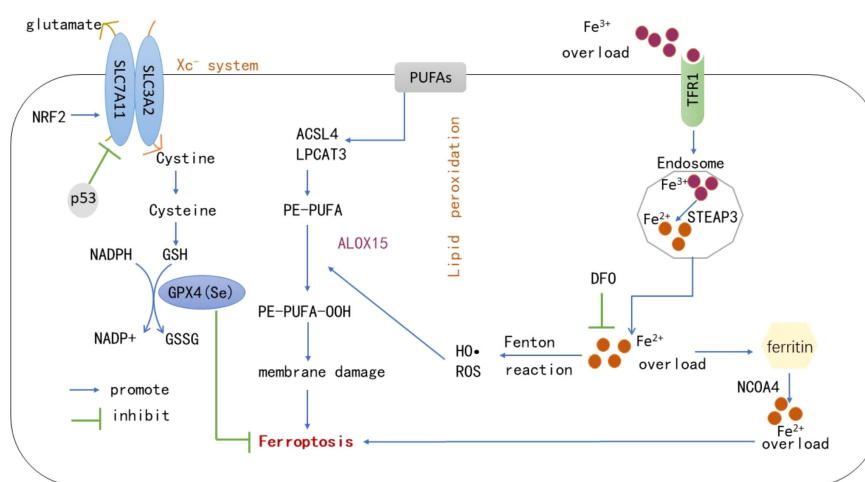 glutamate
SLC7A11
SLC3A2
Xc⁻ system
NRF2
p53
Cystine
Cysteine
NADPH
GSH
GPX4(Se)
NADP+
GSSG
promote
inhibit
PUFAs
ACSL4
LPCAT3
PE-PUFA
ALOX15
Lipid peroxidation
PE-PUFA-OOH
membrane damage
Ferroptosis
HO•
ROS
Fenton
reaction
Fe³⁺
overload
TFR1
Endosome
Fe³⁺
STEAP3
Fe²⁺
DFO
Fe²⁺
overload
ferritin
NCOA4
Fe²⁺
overload